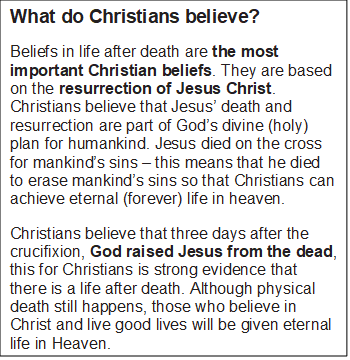 What do Christians believe?
Beliefs in life after death are the most
important Christian beliefs. They are based
on the resurrection of Jesus Christ.
Christians believe that Jesus' death and
resurrection are part of God's divine (holy)
plan for humankind. Jesus died on the cross
for mankind's sins – this means that he died
to erase mankind's sins so that Christians can
achieve eternal (forever) life in heaven.
Christians believe that three days after the
crucifixion, God raised Jesus from the dead,
this for Christians is strong evidence that
there is a life after death. Although physical
death still happens, those who believe in
Christ and live good lives will be given eternal
life in Heaven.